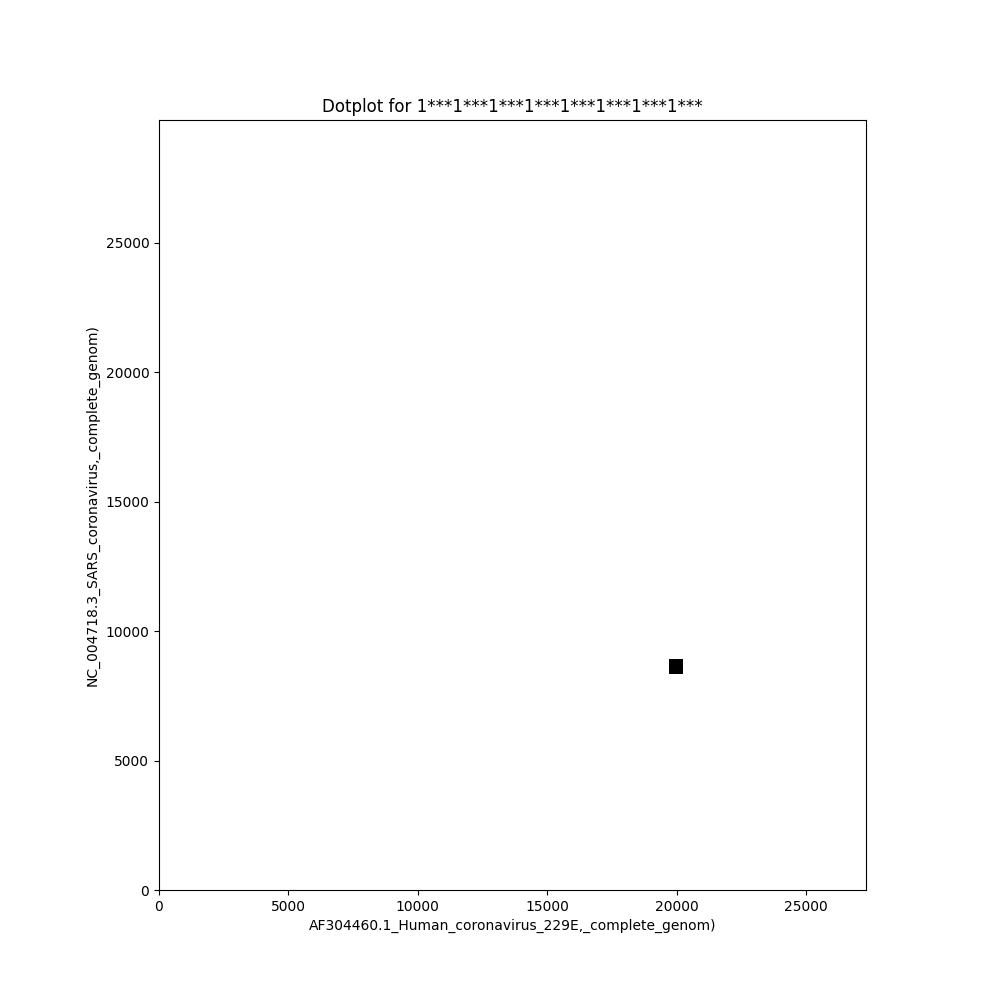 Dotplot for 1***1***1***1***1***1***1***1***
NC_004718.3_SARS_coronavirus,_complete_genom)
25000
20000
15000
10000
5000
0
0 5000 10000 15000 20000 25000
AF304460.1_Human_coronavirus_229E,_complete_genom)